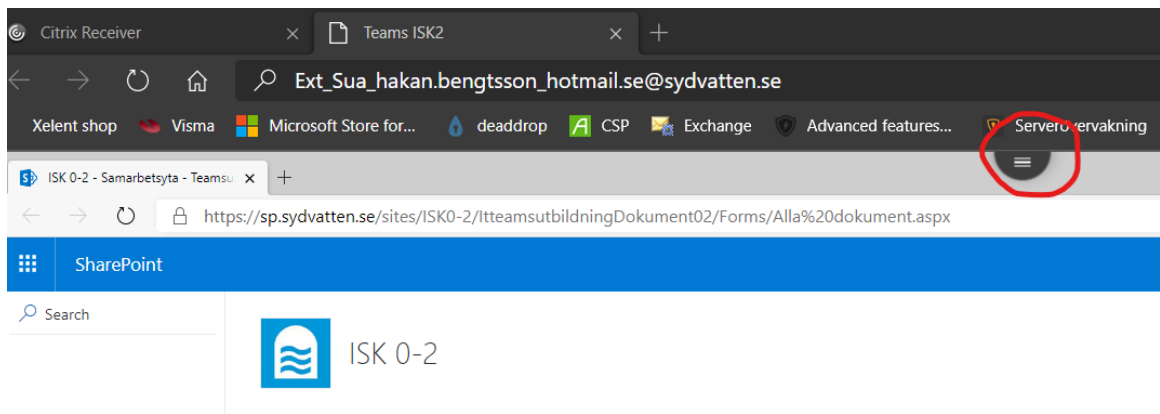 Citrix Receiver Teams ISK2
Ext_Sua_hakan.bengtsson_hotmail.se@sydvatten.se
Xelent shop Visma Microsoft Store for... deaddrop CSP Exchange Advanced features... Serverövervakning
ISK 0-2 - Samarbetsyta - Teamsu
https://sp.sydvatten.se/sites/ISK0-2/ItteamsutbildningDokument02/Forms/Alla%20dokument.aspx
SharePoint
Search
ISK 0-2